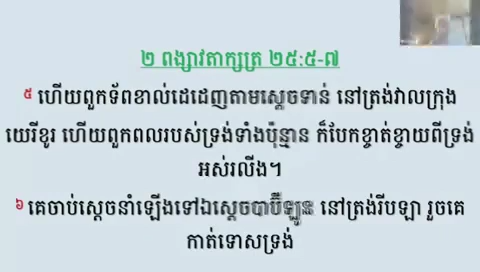 ២ ពង្សាវតាក្សត្រ ២៥:៥-៧
៥ ហើយពួកទ័ពខាល់ដេដេញតាមស្តេចទាន់ នៅត្រង់វាលក្រុង
យេរីខូរ ហើយពួកពលរបស់ទ្រង់ទាំងប៉ុន្មាន ក៏បែកខ្ចាត់ខ្ចាយពីទ្រង់
អស់រលីង។
៦ គេចាប់ស្តេចនាំឡើងទៅឯស្តេចបាប៊ីឡូន នៅត្រង់រីបឡា រួចគេ
កាត់ទោសទ្រង់